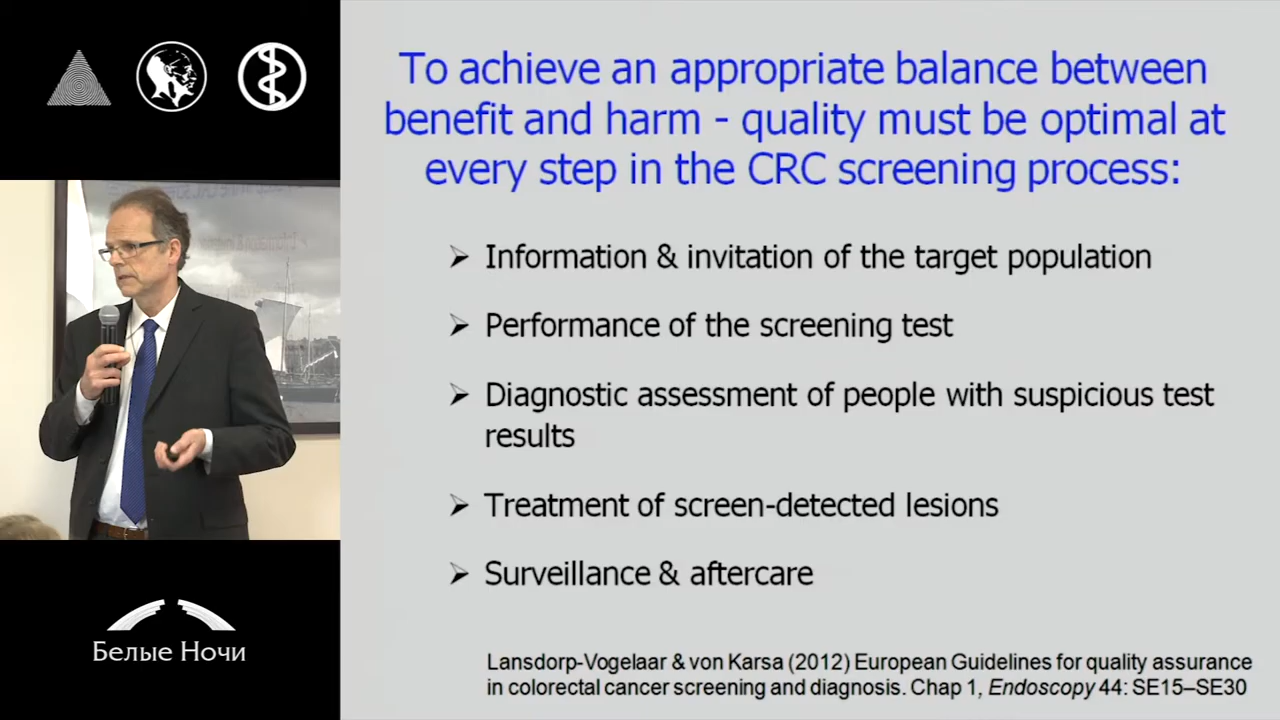 To achieve an appropriate balance between
benefit and harm - quality must be optimal at
every step in the CRC screening process:
Information & invitation of the target population
Performance of the screening test
Diagnostic assessment of people with suspicious test
results
Treatment of screen-detected lesions
Surveillance & aftercare
Lansdorp-Vogelaar & von Karsa (2012) European Guidelines for quality assurance
in colorectal cancer screening and diagnosis. Chap 1, Endoscopy 44: SE15–SE30
Белые Ночи